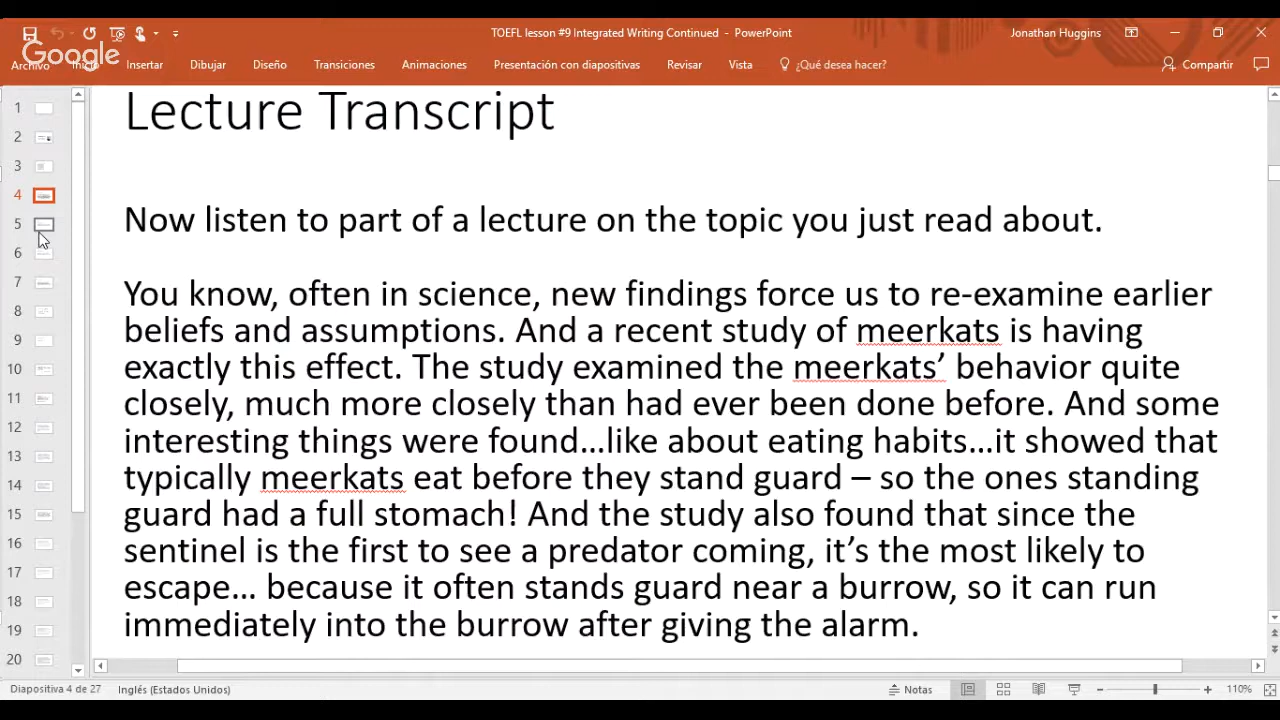 TOEFL lesson #9 Integrated Writing Continued - PowerPoint
Jonathan Huggins
Google
Archivo
Insertar
Dibujar
Diseño
Transiciones
Animaciones
Presentación con diapositivas
Revisar
Vista
¿Qué desea hacer?
Compartir
1
2
3
4
5
6
7
8
9
10
11
12
13
14
15
16
17
18
19
20
Lecture Transcript
Now listen to part of a lecture on the topic you just read about.
You know, often in science, new findings force us to re-examine earlier
beliefs and assumptions. And a recent study of meerkats is having
exactly this effect. The study examined the meerkats’ behavior quite
closely, much more closely than had ever been done before. And some
interesting things were found…like about eating habits…it showed that
typically meerkats eat before they stand guard – so the ones standing
guard had a full stomach! And the study also found that since the
sentinel is the first to see a predator coming, it’s the most likely to
escape… because it often stands guard near a burrow, so it can run
immediately into the burrow after giving the alarm.
Diapositiva 4 de 27
Inglés (Estados Unidos)
Notas
110%